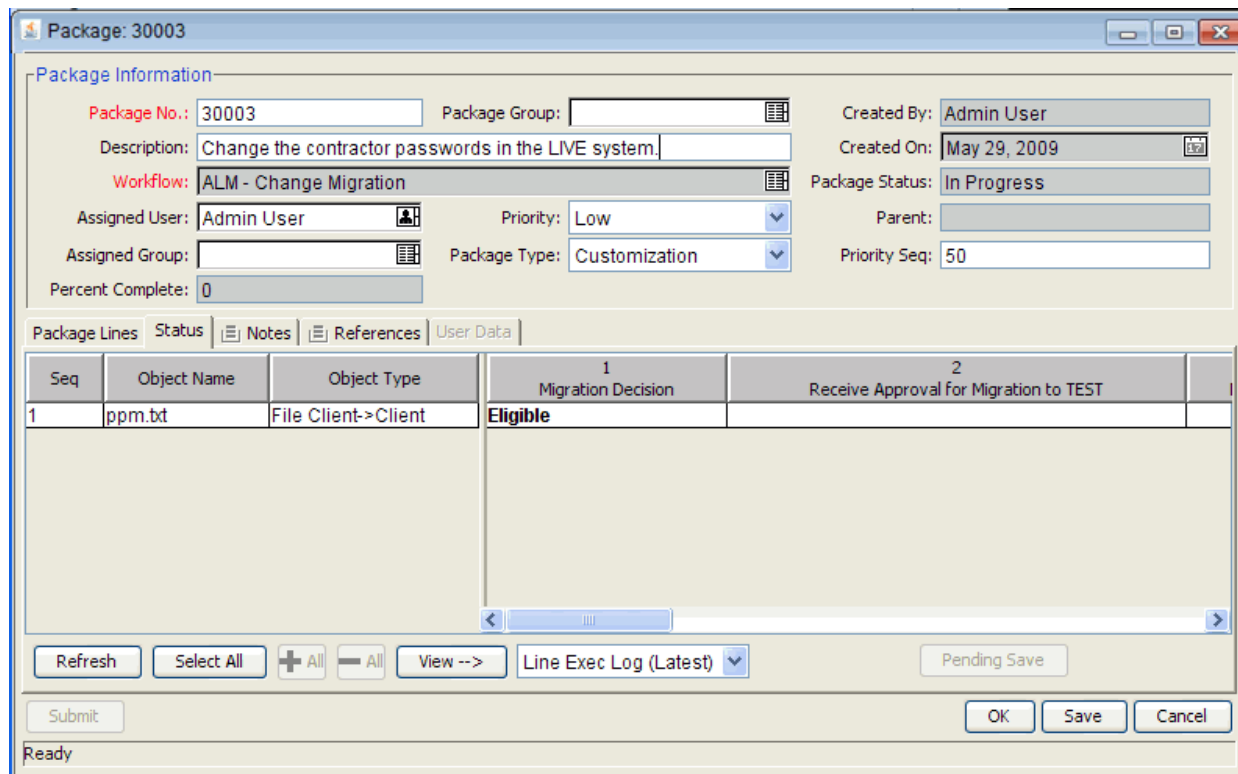 Package: 30003
Package Information
Package No.: 30003 Package Group: Created By: Admin User
Description: Change the contractor passwords in the LIVE system. Created On: May 29, 2009
Workflow: ALM - Change Migration Package Status: In Progress
Assigned User: Admin User Priority: Low Parent:
Assigned Group: Package Type: Customization Priority Seq: 50
Percent Complete: 0
Package Lines Status Notes References User Data
Seq Object Name Object Type 1 Migration Decision 2 Receive Approval for Migration to TEST
1 ppm.txt File Client->Client Eligible
Refresh Select All All All View --> Line Exec Log (Latest) Pending Save
Submit OK Save Cancel
Ready